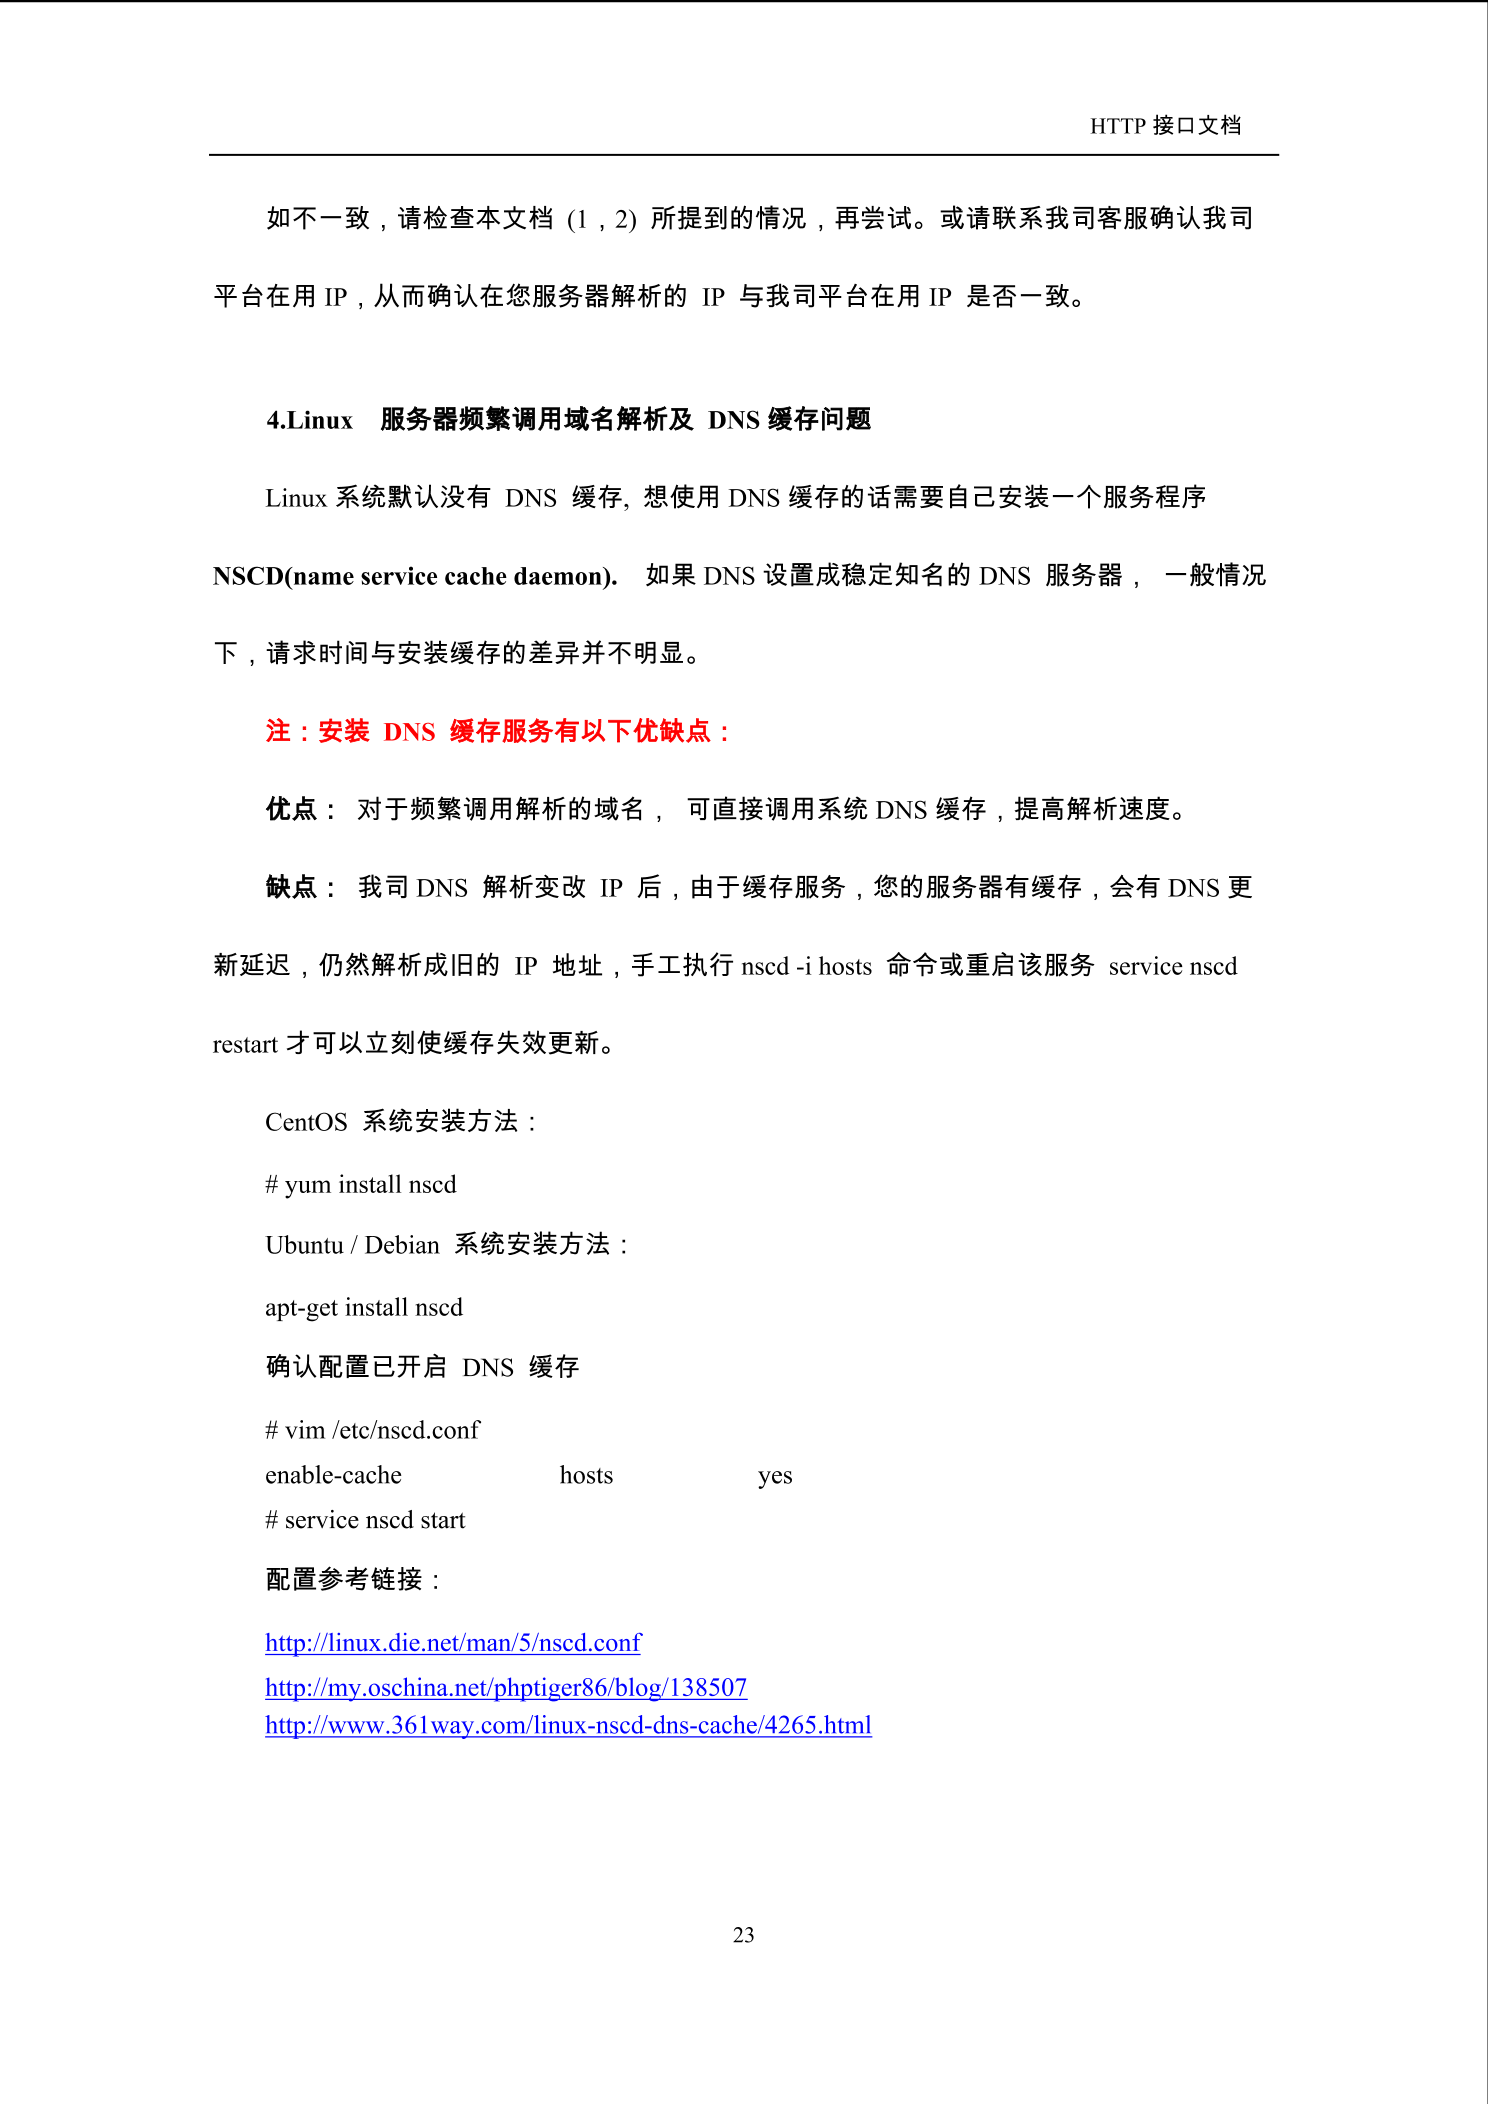 HTTP 接口文档
如不一致，请检查本文档 (1，2) 所提到的情况，再尝试。或请联系我司客服确认我司
平台在用 IP，从而确认在您服务器解析的 IP 与我司平台在用 IP 是否一致。
4.Linux 服务器频繁调用域名解析及 DNS 缓存问题
Linux 系统默认没有 DNS 缓存, 想使用 DNS 缓存的话需要自己安装一个服务程序
NSCD(name service cache daemon). 如果 DNS 设置成稳定知名的 DNS 服务器， 一般情况
下，请求时间与安装缓存的差异并不明显。
注：安装 DNS 缓存服务有以下优缺点：
优点： 对于频繁调用解析的域名， 可直接调用系统 DNS 缓存，提高解析速度。
缺点： 我司 DNS 解析变改 IP 后，由于缓存服务，您的服务器有缓存，会有 DNS 更
新延迟，仍然解析成旧的 IP 地址，手工执行 nscd -i hosts 命令或重启该服务 service nscd
restart 才可以立刻使缓存失效更新。
CentOS 系统安装方法：
# yum install nscd
Ubuntu / Debian 系统安装方法：
apt-get install nscd
确认配置已开启 DNS 缓存
# vim /etc/nscd.conf
enable-cache hosts yes
# service nscd start
配置参考链接：
http://linux.die.net/man/5/nscd.conf
http://my.oschina.net/phptiger86/blog/138507
http://www.361way.com/linux-nscd-dns-cache/4265.html
23